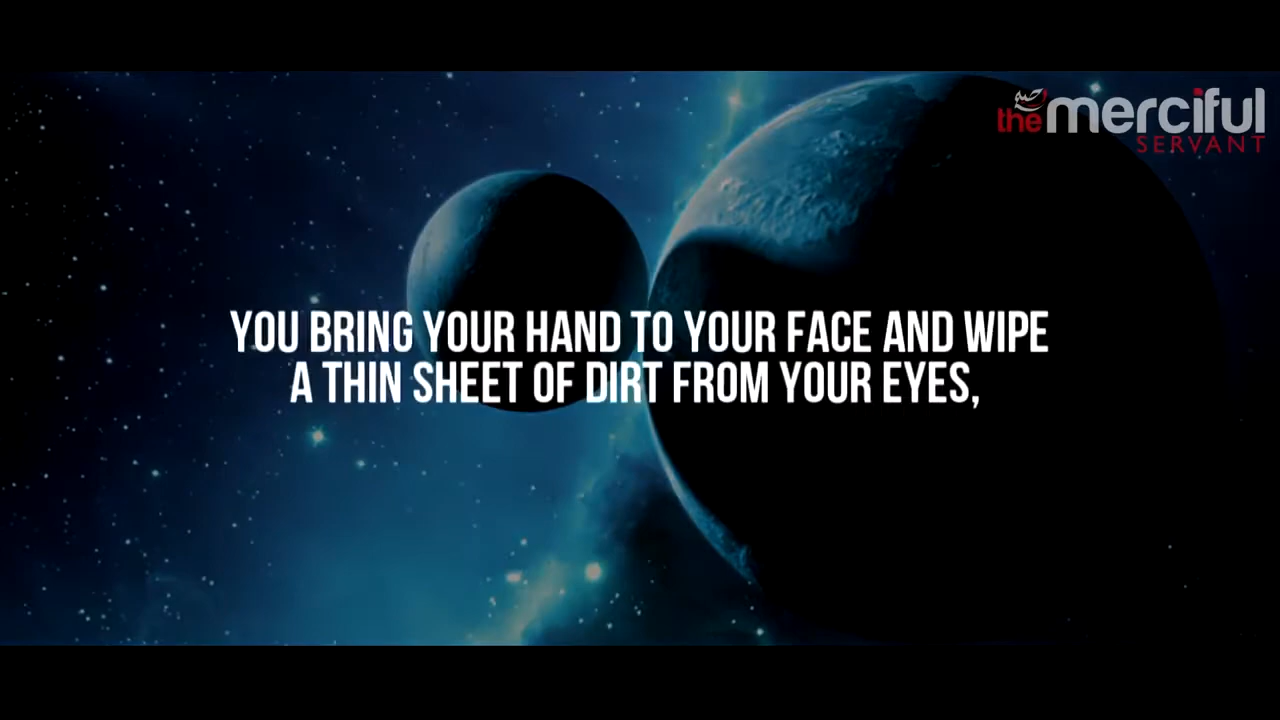 the merciful
SERVANT
YOU BRING YOUR HAND TO YOUR FACE AND WIPE
A THIN SHEET OF DIRT FROM YOUR EYES,